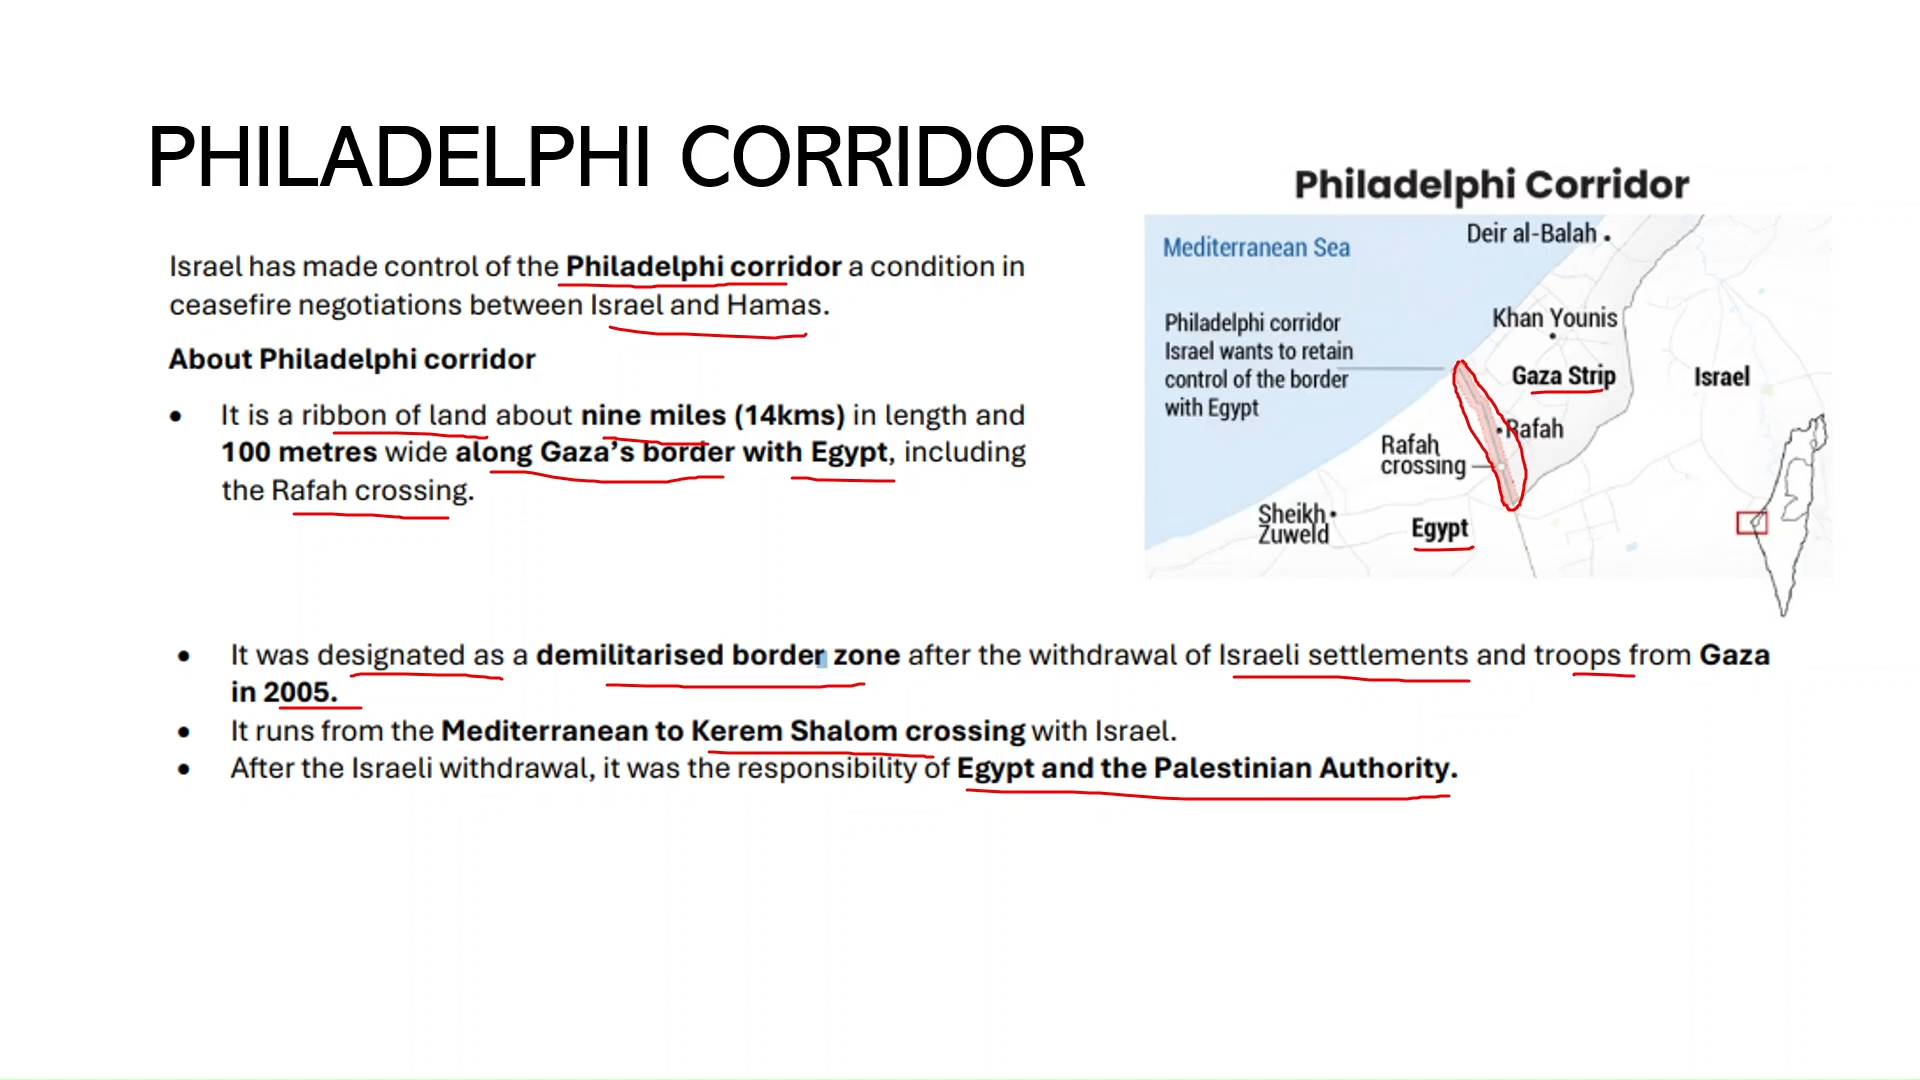 PHILADELPHI CORRIDOR
Israel has made control of the Philadelphi corridor a condition in
ceasefire negotiations between Israel and Hamas.
About Philadelphi corridor
• It is a ribbon of land about nine miles (14kms) in length and
100 metres wide along Gaza's border with Egypt, including
the Rafah crossing.
Philadelphi Corridor
Mediterranean Sea
Deir al-Balah
Philadelphi corridor
Israel wants to retain
control of the border
with Egypt
Khan Younis
Gaza Strip
Israel
Rafah
Rafah
crossing
Sheikh
Zuweld
Egypt
• It was designated as a demilitarised border zone after the withdrawal of Israeli settlements and troops from Gaza
in 2005.
• It runs from the Mediterranean to Kerem Shalom crossing with Israel.
• After the Israeli withdrawal, it was the responsibility of Egypt and the Palestinian Authority.